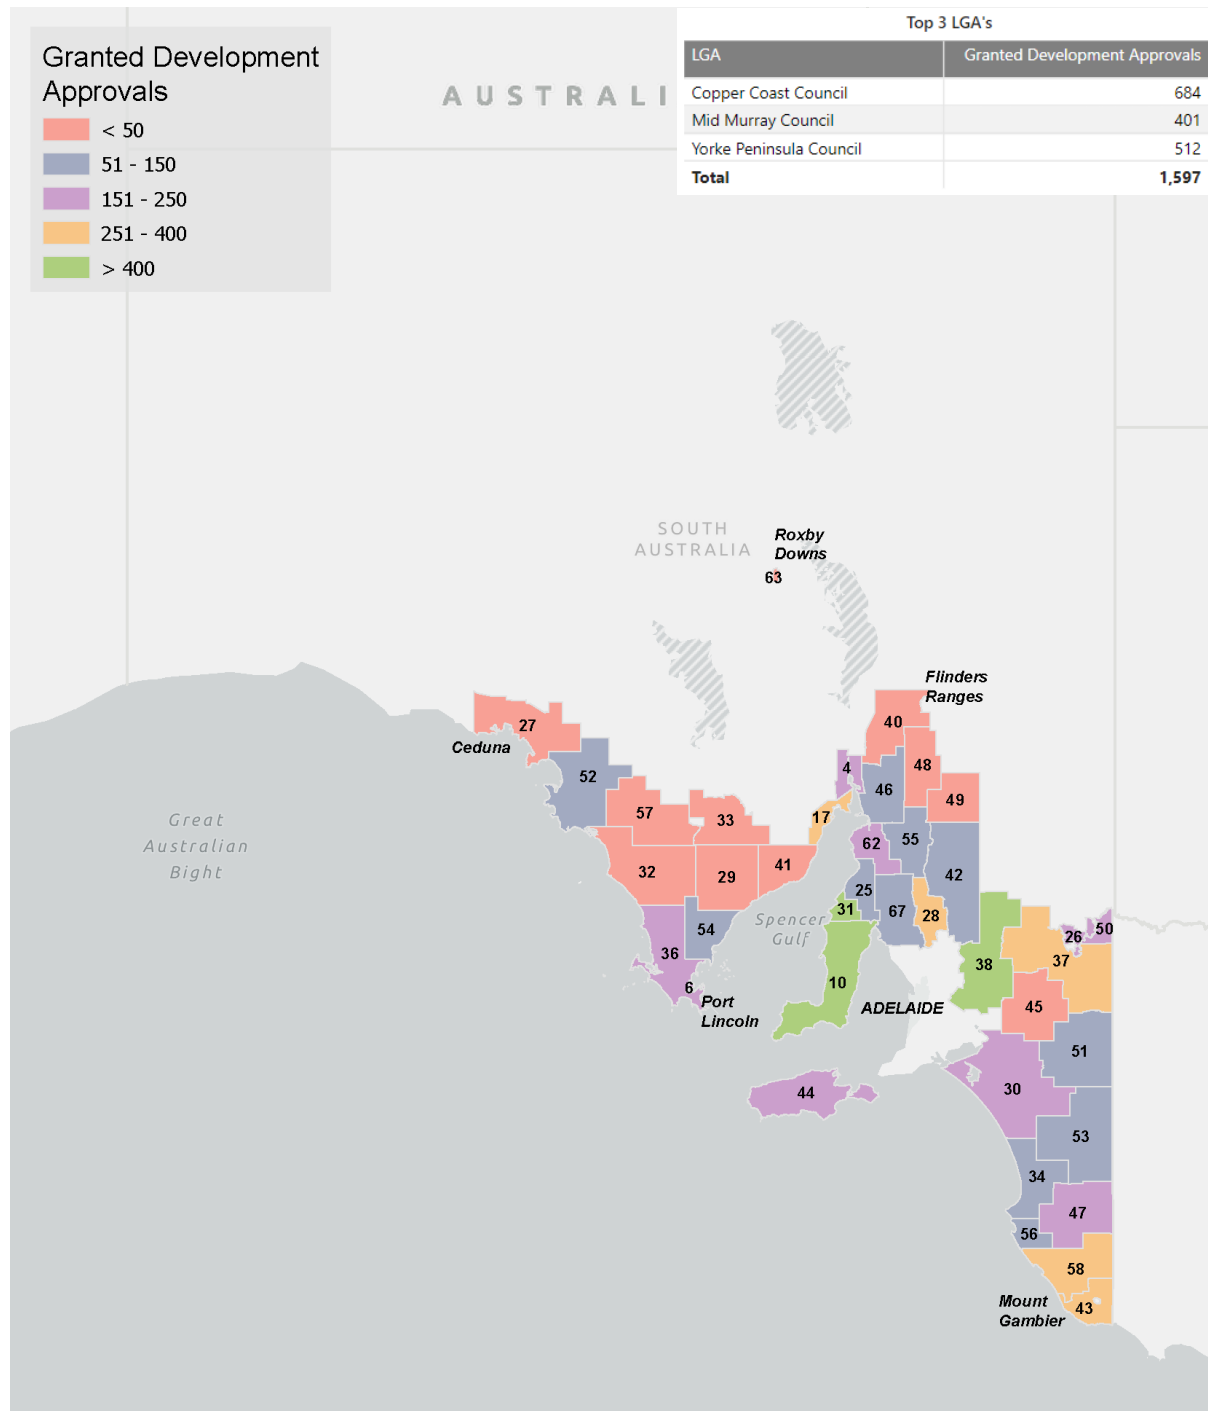 Granted Development
Approvals
< 50
51 - 150
151 - 250
251 - 400
> 400
Top 3 LGA's
LGA Granted Development Approvals
Copper Coast Council 684
Mid Murray Council 401
Yorke Peninsula Council 512
Total 1,597
AUSTRALI
SOUTH
AUSTRALIA
Roxby
Downs
63
Flinders
Ranges
27
40
Ceduna
52
4
48
46
49
57
33
17
Great
Australian
Bight
62
55
32
29
41
42
25
31
67
28
Spencer
Gulf
54
26
50
36
38
37
6
10
Port
Lincoln
ADELAIDE
45
51
44
30
53
34
47
56
58
Mount
Gambier
43